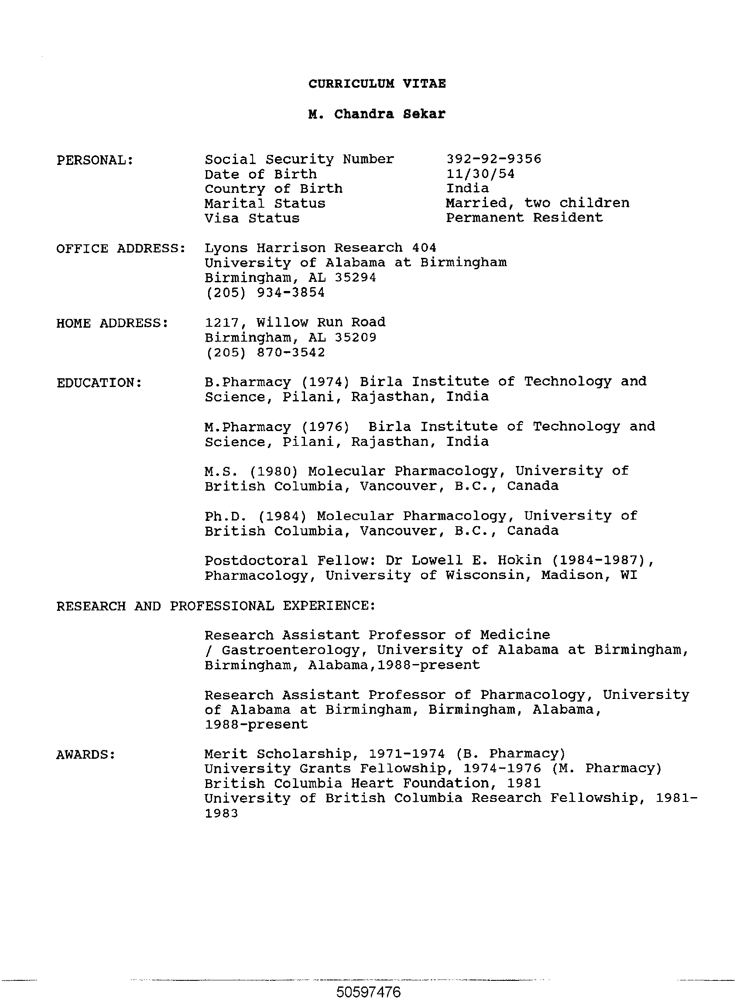 CURRICULUM VITAE
M. Chandra Sekar
PERSONAL: Social Security Number 392-92-9356
Date of Birth 11/30/54
Country of Birth India
Marital Status Married, two children
Visa Status Permanent Resident
OFFICE ADDRESS: Lyons Harrison Research 404
University of Alabama at Birmingham
Birmingham, AL 35294
(205) 934-3854
HOME ADDRESS: 1217, Willow Run Road
Birmingham, AL 35209
(205) 870-3542
EDUCATION: B.Pharmacy (1974) Birla Institute of Technology and
Science, Pilani, Rajasthan, India
M.Pharmacy (1976) Birla Institute of Technology and
Science, Pilani, Rajasthan, India
M.S. (1980) Molecular Pharmacology, University of
British Columbia, Vancouver, B.C., Canada
Ph.D. (1984) Molecular Pharmacology, University of
British Columbia, Vancouver, B.C., Canada
Postdoctoral Fellow: Dr Lowell E. Hokin (1984-1987),
Pharmacology, University of Wisconsin, Madison, WI
RESEARCH AND PROFESSIONAL EXPERIENCE:
Research Assistant Professor of Medicine
/ Gastroenterology, University of Alabama at Birmingham,
Birmingham, Alabama,1988-present
Research Assistant Professor of Pharmacology, University
of Alabama at Birmingham, Birmingham, Alabama,
1988-present
AWARDS: Merit Scholarship, 1971-1974 (B. Pharmacy)
University Grants Fellowship, 1974-1976 (M. Pharmacy)
British Columbia Heart Foundation, 1981
University of British Columbia Research Fellowship, 1981-
1983
50597476